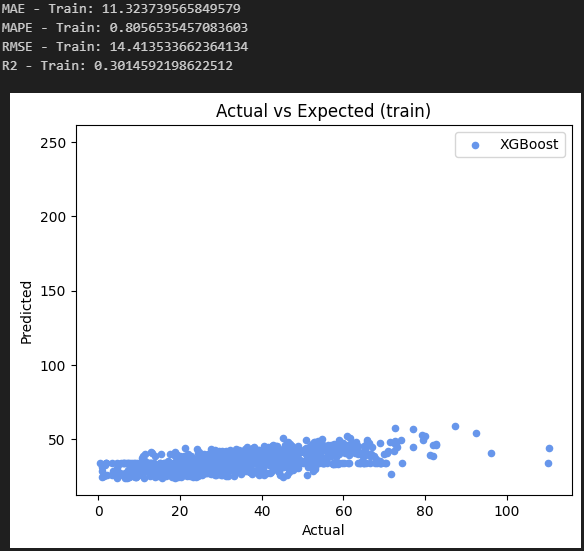 MAE - Train: 11.323739565849579
MAPE - Train: 0.8056535457083603
RMSE - Train: 14.413533662364134
R2 - Train: 0.3014592198622512
Actual vs Expected (train)
XGBoost
250
200
150
100
50
Predicted
0 20 40 60 80 100
Actual